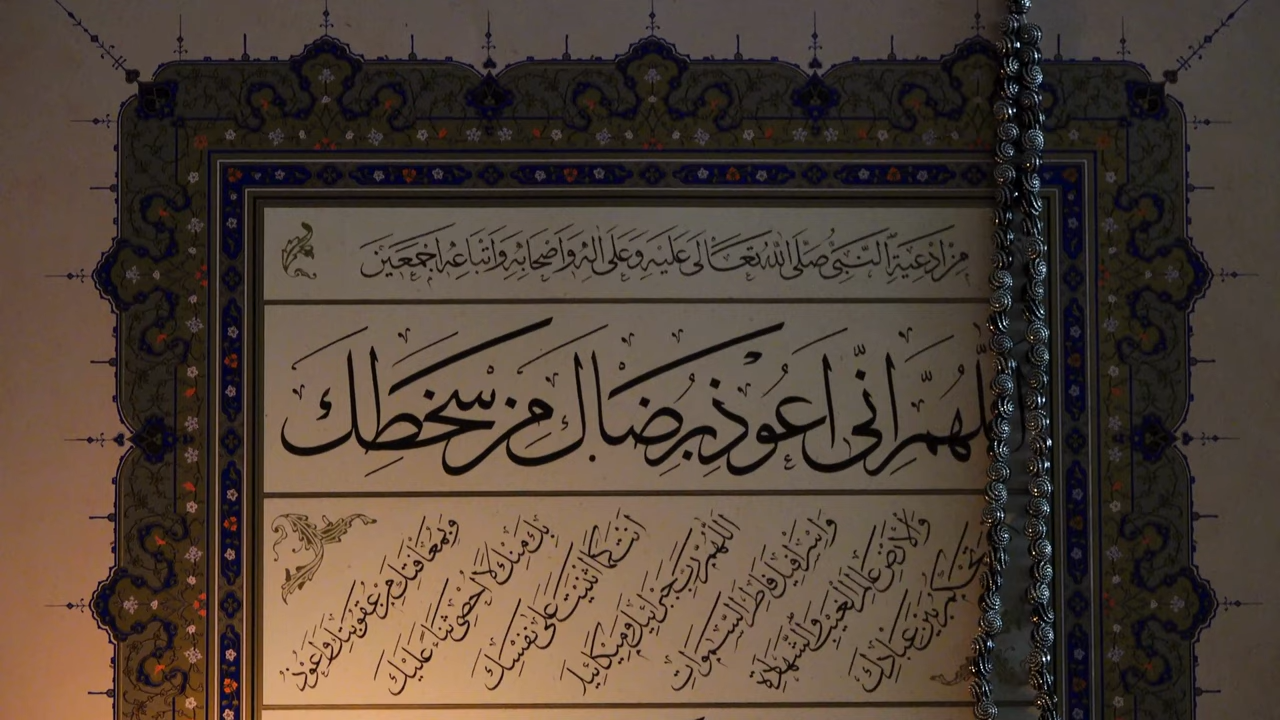 من ادعية النبي صلى الله تعالى عليه وعلى اله واصحابه واتباعه اجمعين
اللهم اني اعوذ برضاك من سخطك
وبمعافاتك من عقوبتك واعوذ
بك منك لا احصى ثناء عليك
انت كما اثنيت على نفسك
اللهم رب جبرائيل وميكائيل
واسرافيل فاطر السموات
والارض عالم الغيب والشهادة
تحكم بين عبادك